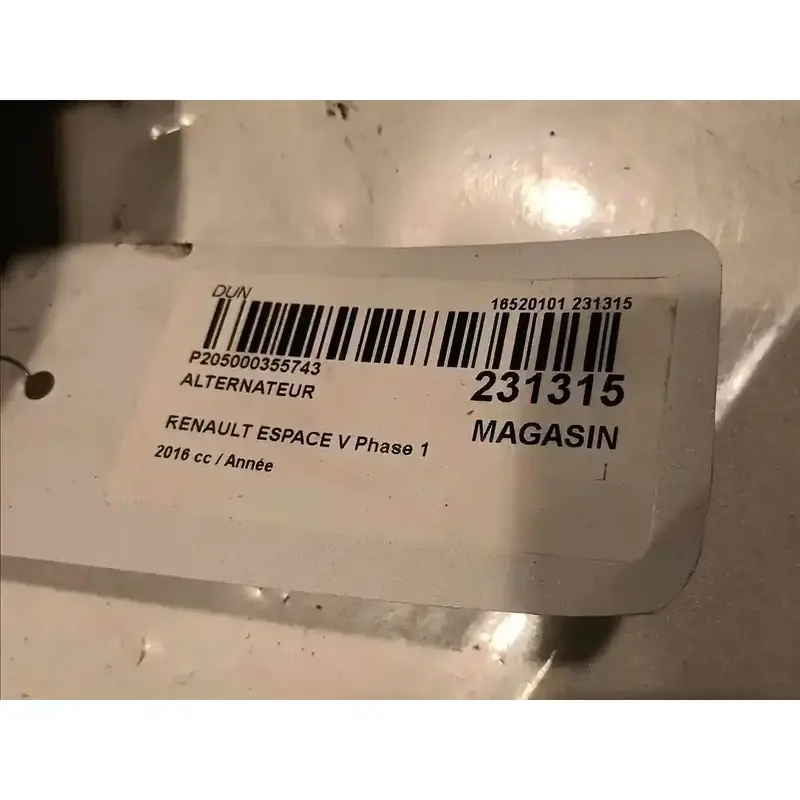 DUN
16520101 231315
P205000355743
ALTERNATEUR
231315
RENAULT ESPACE V Phase 1
MAGASIN
2016 cc / Année